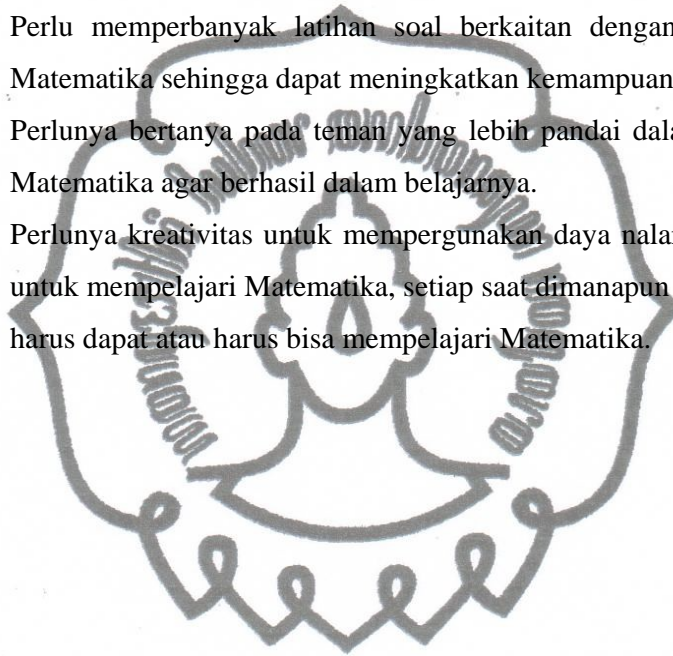 Perlu memperbanyak latihan soal berkaitan dengan
Matematika sehingga dapat meningkatkan kemampuan
Perlunya bertanya pada teman yang lebih pandai dala
Matematika agar berhasil dalam belajarnya.
Perlunya kreativitas untuk mempergunakan daya nalar
untuk mempelajari Matematika, setiap saat dimanapun
harus dapat atau harus bisa mempelajari Matematika.